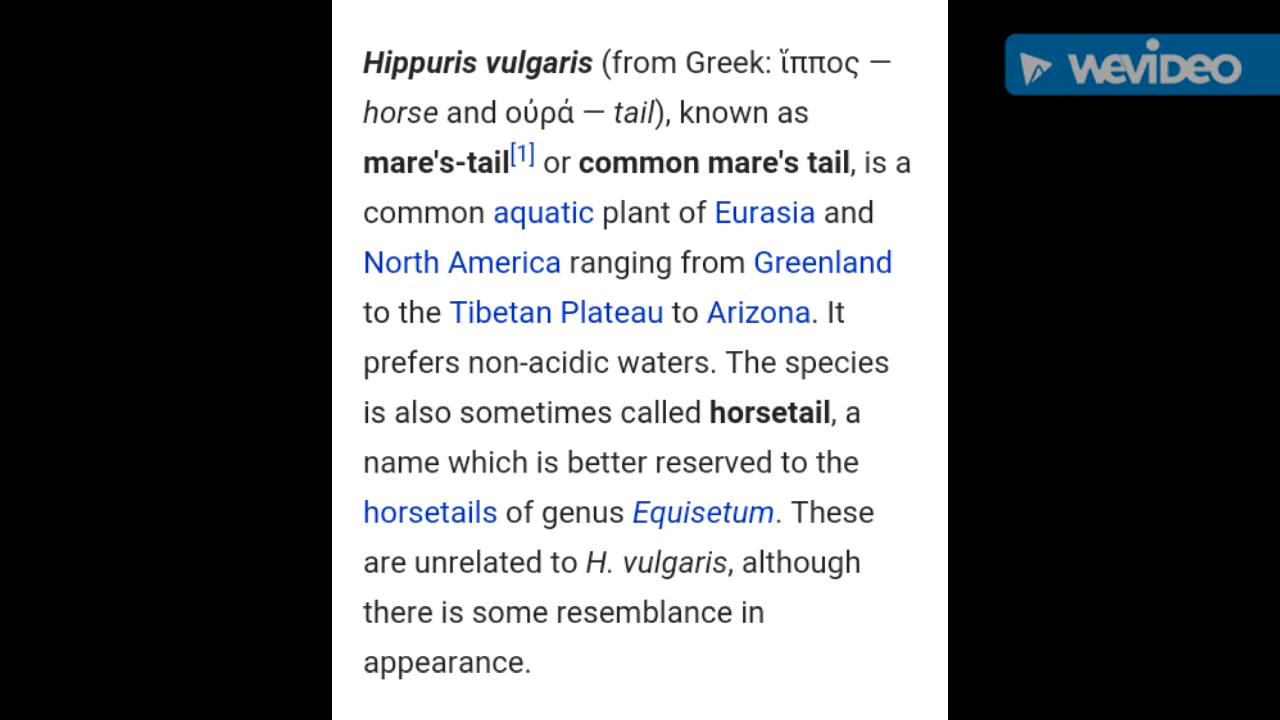 Hippuris vulgaris (from Greek: ἵππος —
horse and οὐρά — tail), known as
mare's-tail[1] or common mare's tail, is a
common aquatic plant of Eurasia and
North America ranging from Greenland
to the Tibetan Plateau to Arizona. It
prefers non-acidic waters. The species
is also sometimes called horsetail, a
name which is better reserved to the
horsetails of genus Equisetum. These
are unrelated to H. vulgaris, although
there is some resemblance in
appearance.
WEVIDEO